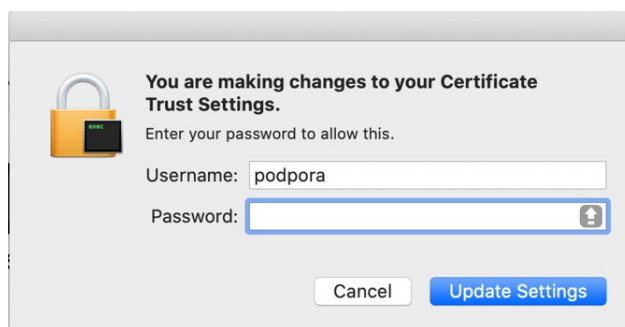 You are making changes to your Certificate
Trust Settings.
exec
Enter your password to allow this.
Username: podpora
Password:
Cancel Update Settings